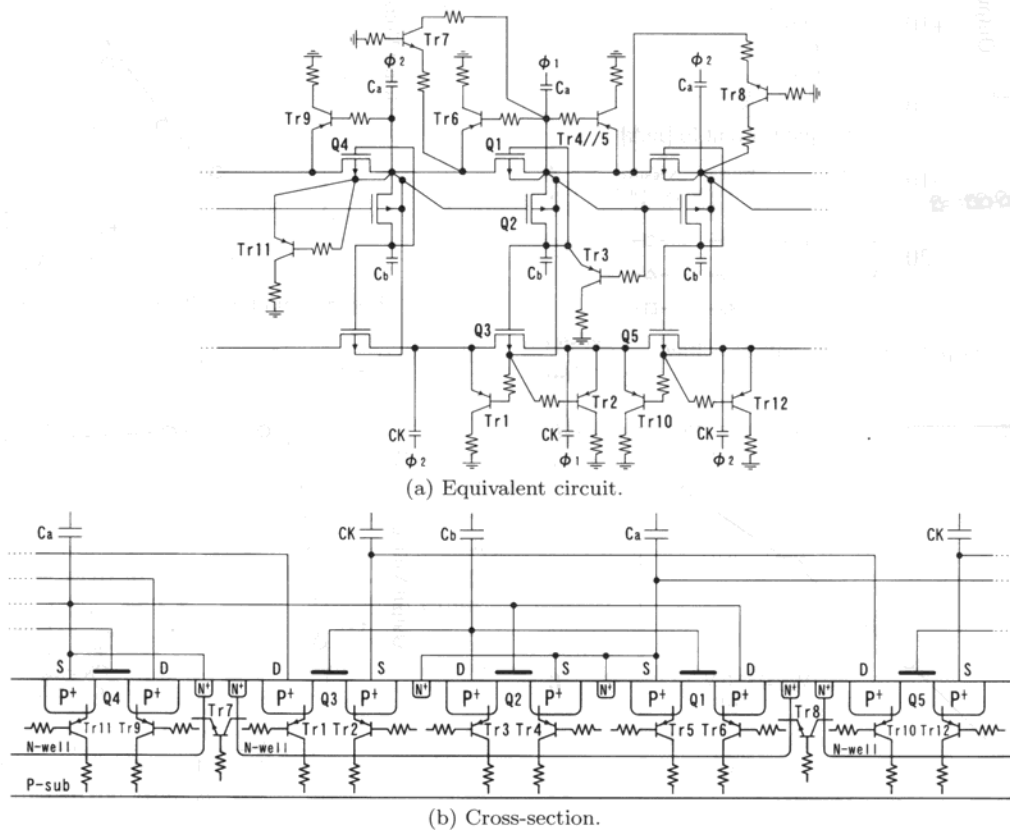 Tr7
ϕ2
ϕ1
ϕ2
Ca
Ca
Ca
Tr8
Tr9
Tr6
Tr4//5
Q4
Q1
Q2
Tr11
Cb
Tr3
Cb
Q3
Q5
Tr1
Tr2
Tr10
Tr12
CK
CK
CK
ϕ2
ϕ1
ϕ2
(a) Equivalent circuit.
Ca
CK
Cb
Ca
CK
S D D S D S S D D S
P+ Q4 P+ N+ N+ P+ Q3 P+ N+ P+ Q2 P+ N+ P+ Q1 P+ N+ N+ P+ Q5 P+
Tr11 Tr9 Tr7 Tr1 Tr2 Tr3 Tr4 Tr5 Tr6 Tr8 Tr10 Tr12
N-well N-well N-well
P-sub
(b) Cross-section.